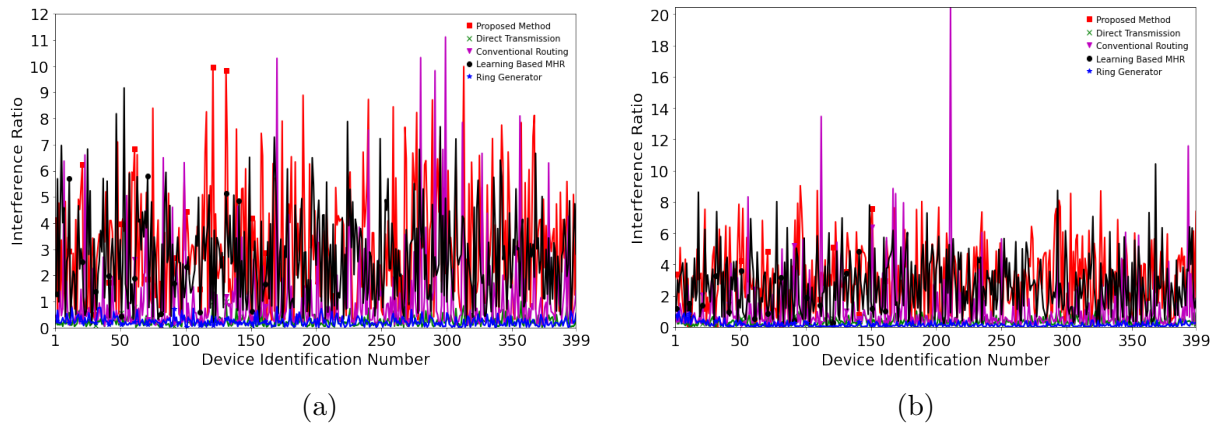 12
11
10
9
8
7
6
5
4
3
2
1
0
Interference Ratio
Proposed Method
Direct Transmission
Conventional Routing
Learning Based MHR
Ring Generator
1 50 100 150 200 250 300 350 399
Device Identification Number
(a)
20
18
16
14
12
10
8
6
4
2
0
Interference Ratio
Proposed Method
Direct Transmission
Conventional Routing
Learning Based MHR
Ring Generator
1 50 100 150 200 250 300 350 399
Device Identification Number
(b)